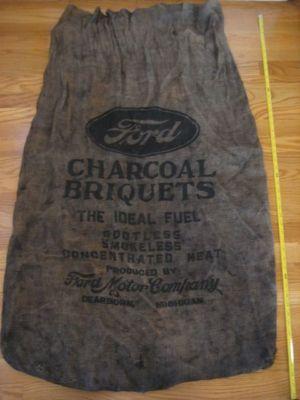 Ford
CHARCOAL
BRIQUETS
THE IDEAL FUEL
SOOTLESS
SMOKELESS
CONCENTRATED HEAT
PRODUCED BY
Ford Motor Company
DEARBORN, MICHIGAN